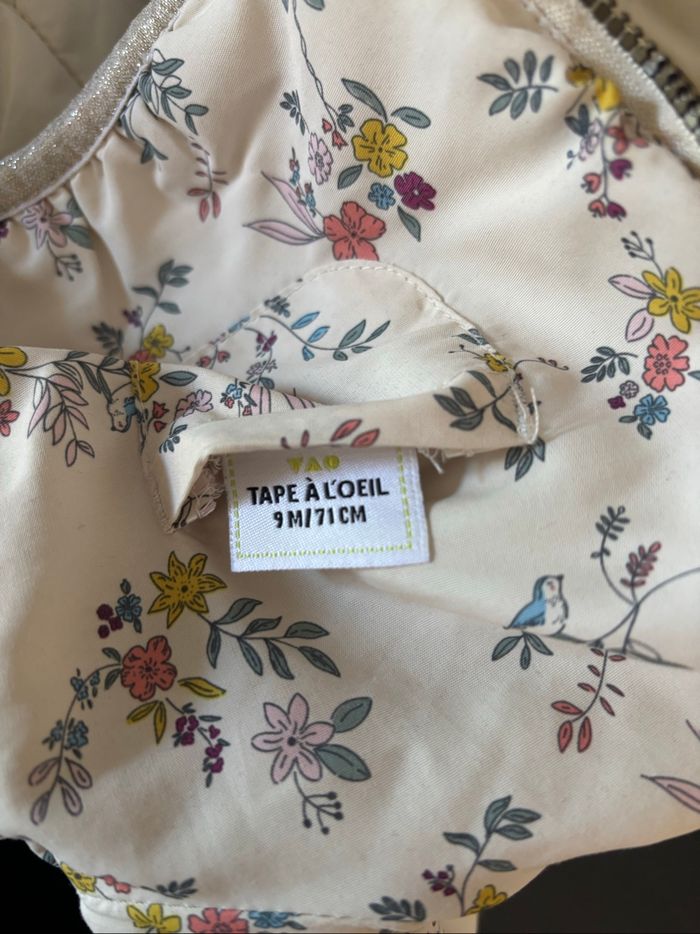 TAO
TAPE À L'OEIL
9M/71CM